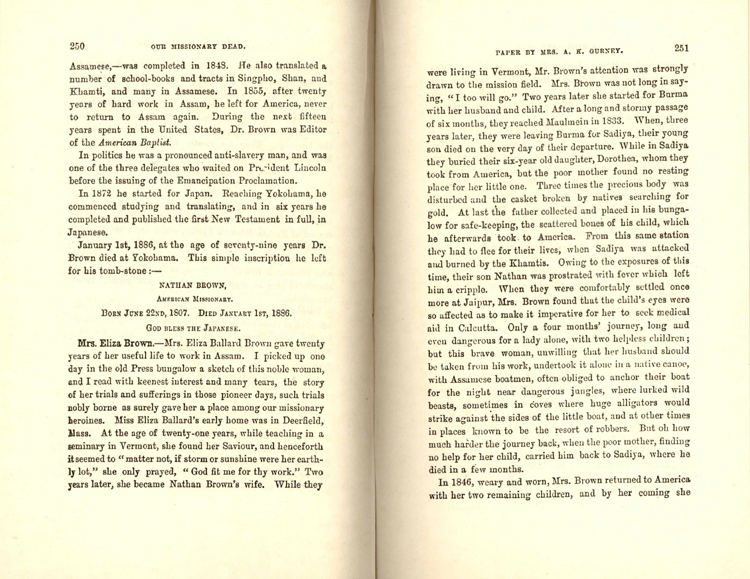 250 OUR MISSIONARY DEAD.
Assamese,—was completed in 1848. He also translated a
number of school-books and tracts in Singpho, Shan, and
Khamti, and many in Assamese. In 1855, after twenty
years of hard work in Assam, he left for America, never
to return to Assam again. During the next fifteen
years spent in the United States, Dr. Brown was Editor
of the American Baptist.
In politics he was a pronounced anti-slavery man, and was
one of the three delegates who waited on President Lincoln
before the issuing of the Emancipation Proclamation.
In 1872 he started for Japan. Reaching Yokohama, he
commenced studying and translating, and in six years he
completed and published the first New Testament in full, in
Japanese.
January 1st, 1886, at the age of seventy-nine years Dr.
Brown died at Yokohama. This simple inscription he left
for his tomb-stone :—
NATHAN BROWN,
AMERICAN MISSIONARY.
BORN JUNE 22ND, 1807. DIED JANUARY 1ST, 1886.
GOD BLESS THE JAPANESE.
Mrs. Eliza Brown.—Mrs. Eliza Ballard Brown gave twenty
years of her useful life to work in Assam. I picked up one
day in the old Press bungalow a sketch of this noble woman,
and I read with keenest interest and many tears, the story
of her trials and sufferings in those pioneer days, such trials
nobly borne as surely gave her a place among our missionary
heroines. Miss Eliza Ballard's early home was in Deerfield,
Mass. At the age of twenty-one years, while teaching in a
seminary in Vermont, she found her Saviour, and henceforth
it seemed to "matter not, if storm or sunshine were her earth-
ly lot," she only prayed, "God fit me for thy work." Two
years later, she became Nathan Brown's wife. While they
PAPER BY MRS. A. K. GURNEY. 251
were living in Vermont, Mr. Brown's attention was strongly
drawn to the mission field. Mrs. Brown was not long in say-
ing, "I too will go." Two years later she started for Burma
with her husband and child. After a long and stormy passage
of six months, they reached Maulmein in 1833. When, three
years later, they were leaving Burma for Sadiya, their young
son died on the very day of their departure. While in Sadiya
they buried their six-year old daughter, Dorothea, whom they
took from America, but the poor mother found no resting
place for her little one. Three times the precious body was
disturbed and the casket broken by natives searching for
gold. At last the father collected and placed in his bunga-
low for safe-keeping, the scattered bones of his child, which
he afterwards took to America. From this same station
they had to flee for their lives, when Sadiya was attacked
and burned by the Khamtis. Owing to the exposures of this
time, their son Nathan was prostrated with fever which left
him a cripple. When they were comfortably settled once
more at Jaipur, Mrs. Brown found that the child's eyes were
so affected as to make it imperative for her to seek medical
aid in Calcutta. Only a four months' journey, long and
even dangerous for a lady alone, with two helpless children ;
but this brave woman, unwilling that her husband should
be taken from his work, undertook it alone in a native canoe,
with Assamese boatmen, often obliged to anchor their boat
for the night near dangerous jungles, where lurked wild
beasts, sometimes in coves where huge alligators would
strike against the sides of the little boat, and at other times
in places known to be the resort of robbers. But oh how
much harder the journey back, when the poor mother, finding
no help for her child, carried him back to Sadiya, where he
died in a few months.
In 1846, weary and worn, Mrs. Brown returned to America
with her two remaining children, and by her coming she